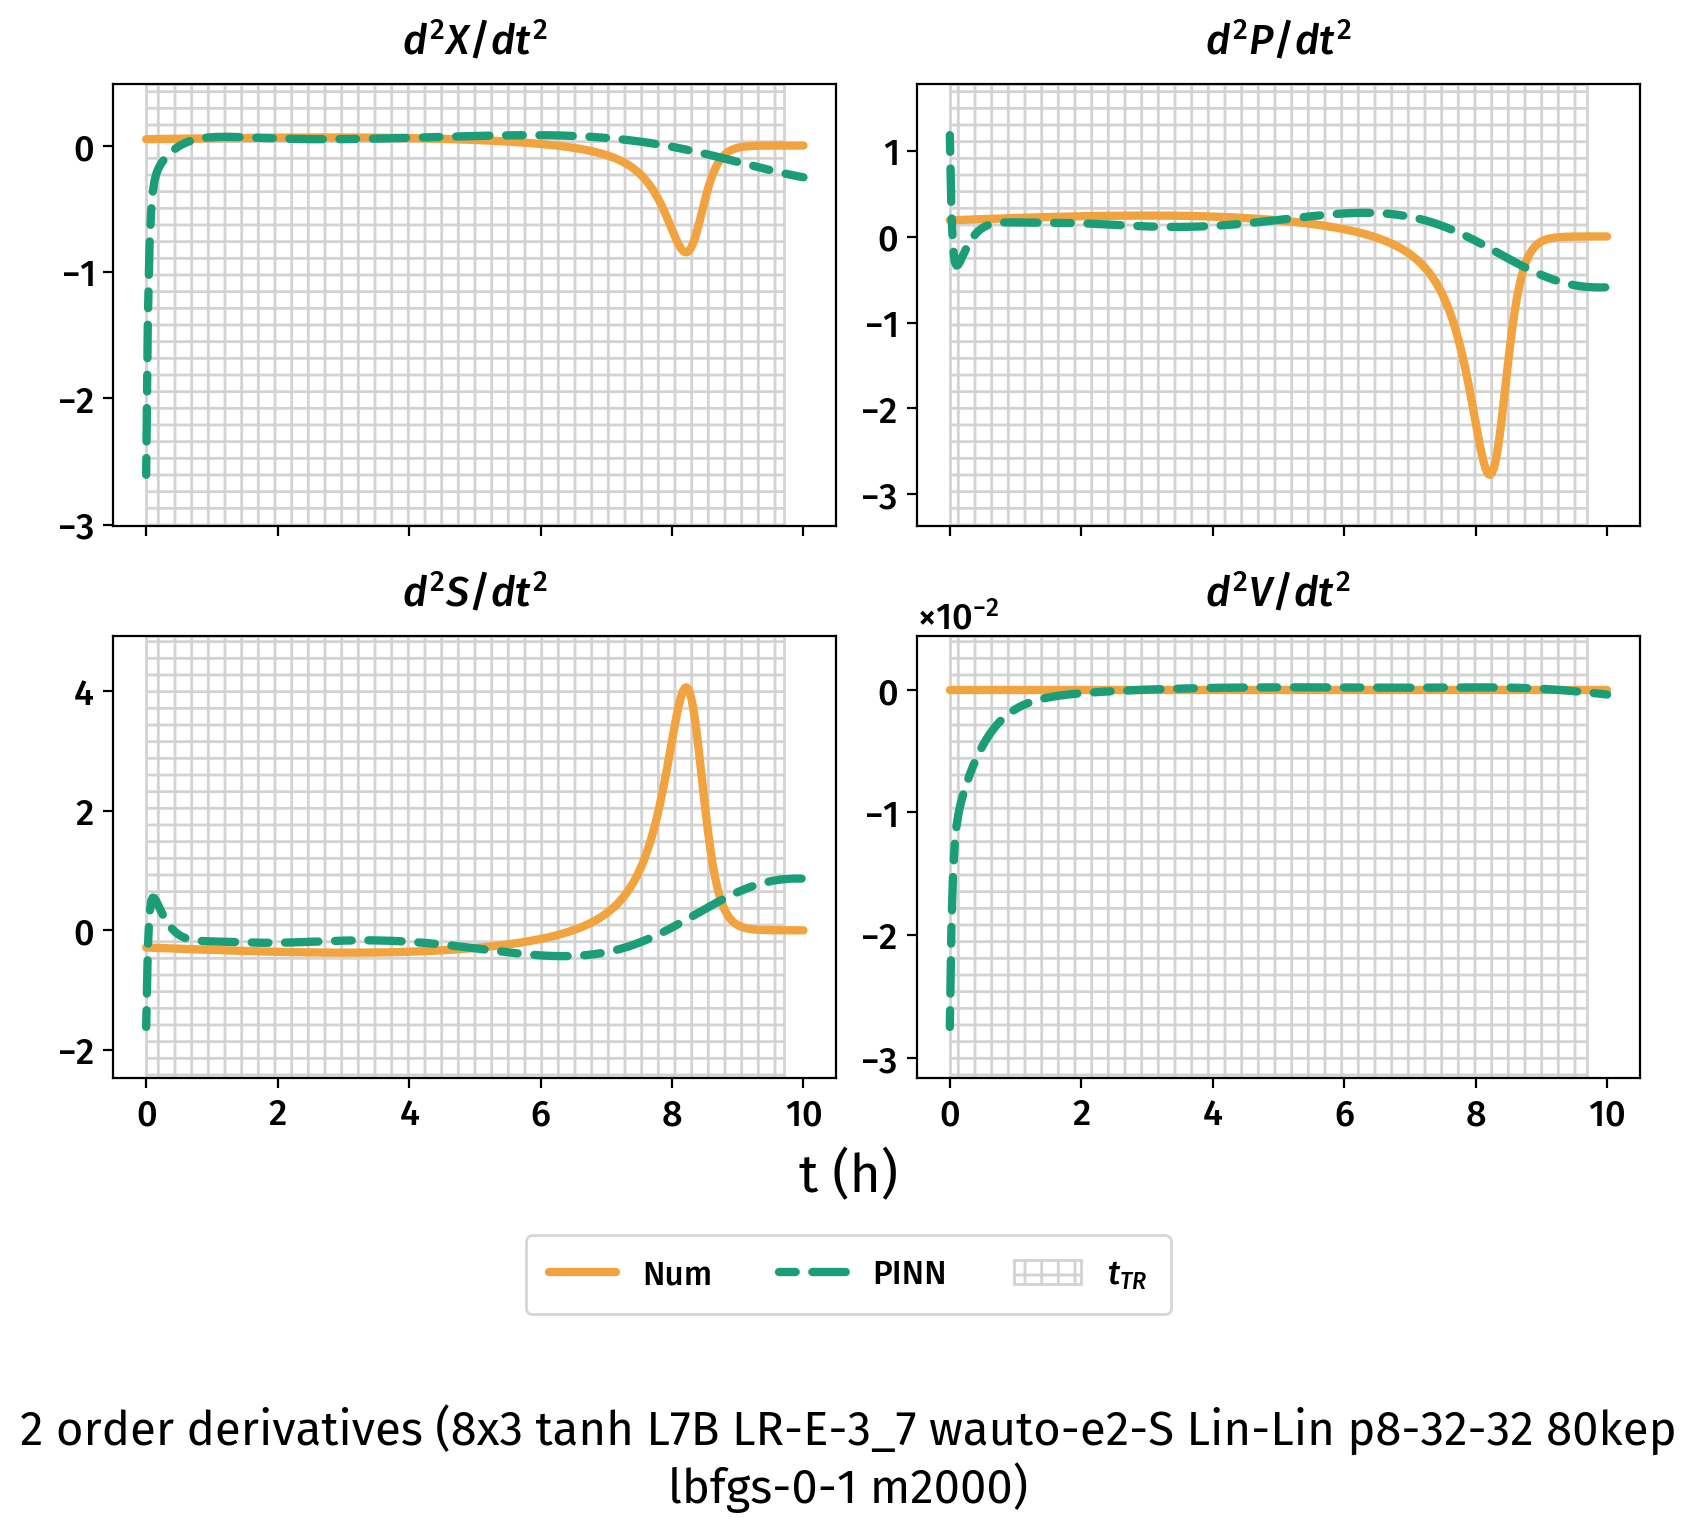 d²X/dt²
d²P/dt²
0
−1
−2
−3
1
0
−1
−2
−3
d²S/dt²
d²V/dt²
×10⁻²
4
2
0
−2
0
−1
−2
−3
0 2 4 6 8 10
0 2 4 6 8 10
t (h)
Num PINN t_TR
2 order derivatives (8x3 tanh L7B LR-E-3_7 wauto-e2-S Lin-Lin p8-32-32 80kep
lbfgs-0-1 m2000)